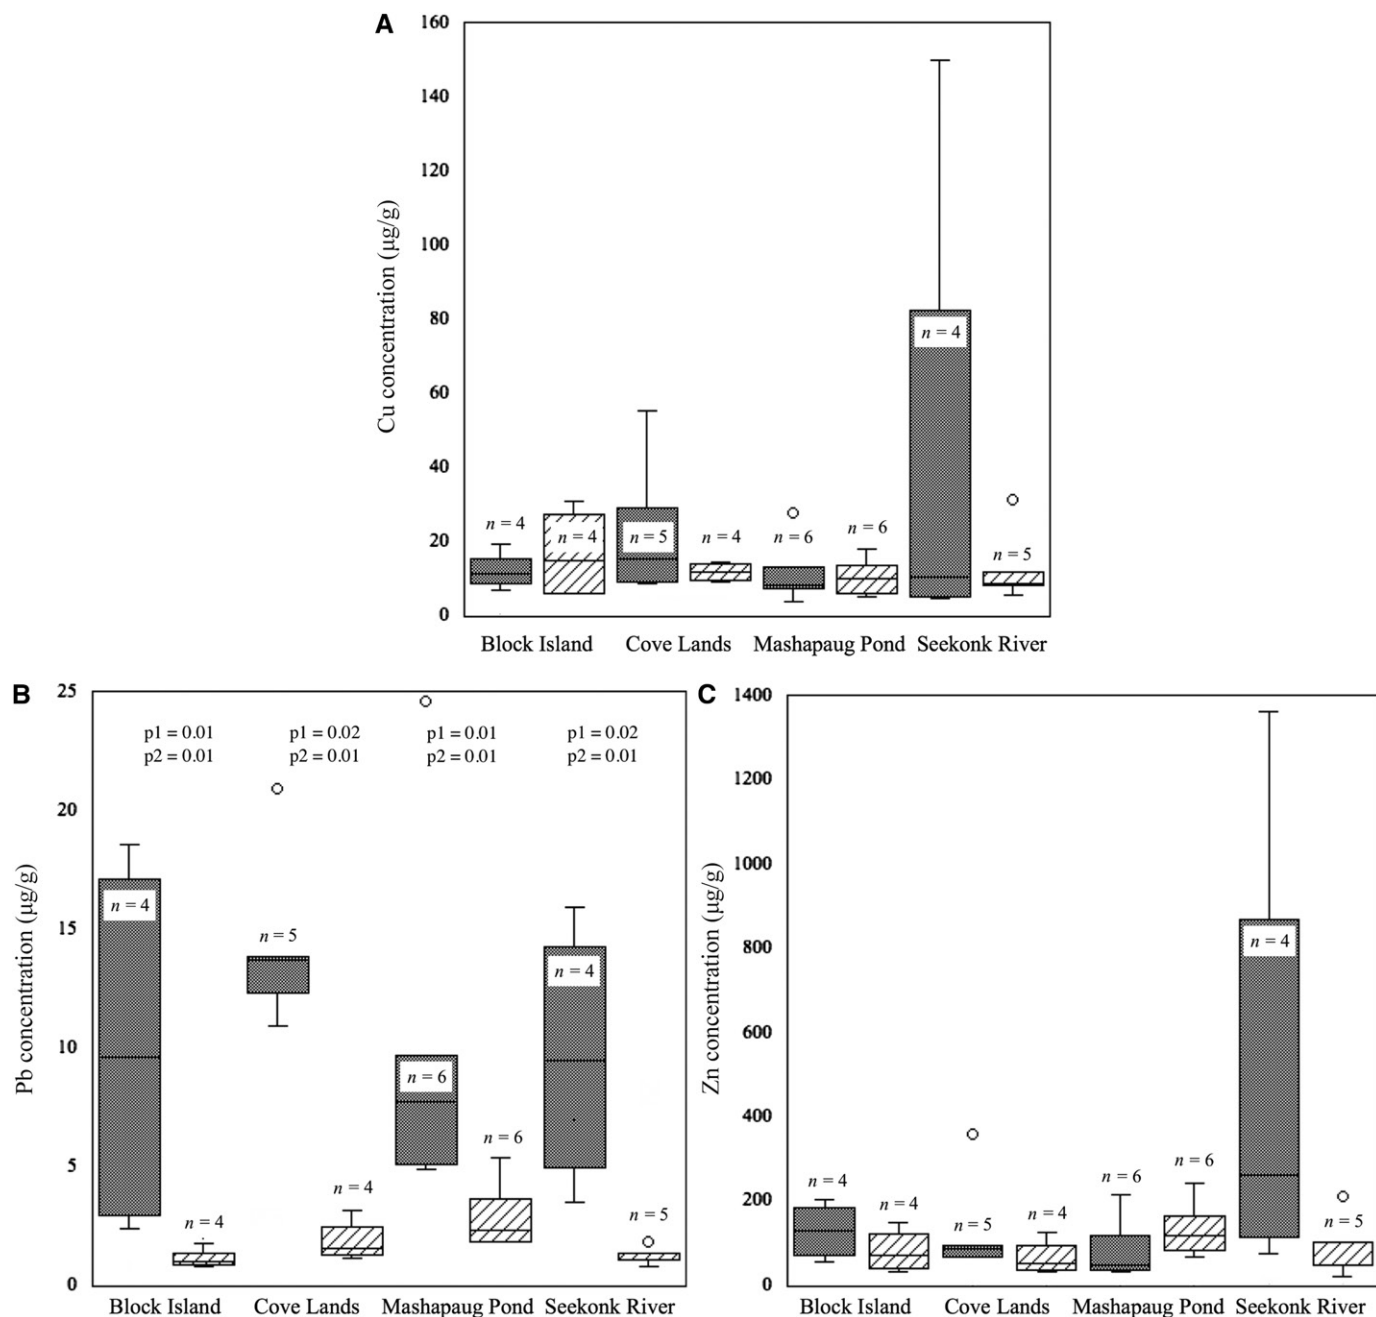 A
160
140
120
100
80
60
40
20
0
Cu concentration (µg/g)
n = 4
n = 4
n = 5
n = 4
n = 6
n = 6
n = 4
n = 5
Block Island Cove Lands Mashapaug Pond Seekonk River
B
25
20
15
10
5
0
Pb concentration (µg/g)
p1 = 0.01 p1 = 0.02 p1 = 0.01 p1 = 0.02
p2 = 0.01 p2 = 0.01 p2 = 0.01 p2 = 0.01
n = 4
n = 4
n = 5
n = 4
n = 6
n = 6
n = 4
n = 5
Block Island Cove Lands Mashapaug Pond Seekonk River
C
1400
1200
1000
800
600
400
200
0
Zn concentration (µg/g)
n = 4
n = 4
n = 5
n = 4
n = 6
n = 6
n = 4
n = 5
Block Island Cove Lands Mashapaug Pond Seekonk River